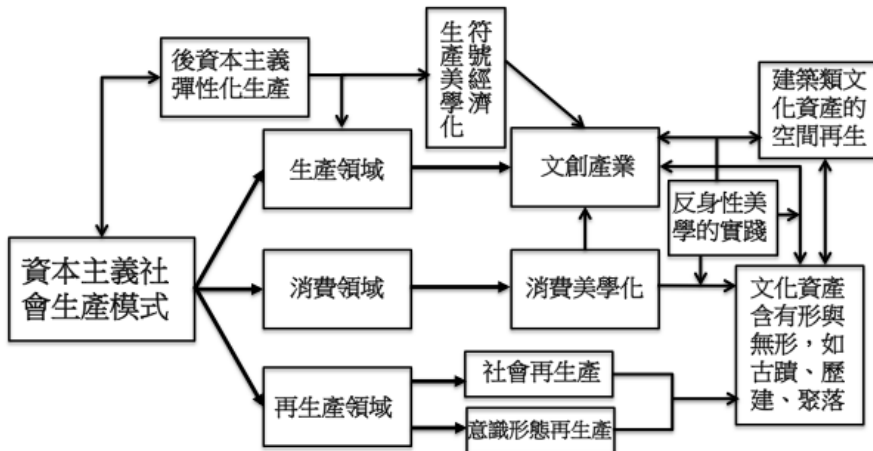 後資本主義
彈性化生產
符號經濟
生產美學化
建築類文
化資產的
空間再生
生產領域
文創產業
反身性美
學的實踐
資本主義社
會生產模式
消費領域
消費美學化
文化資產
含有形與
無形，如
古蹟、歷
建、聚落
再生產領域
社會再生產
意識形態再生產